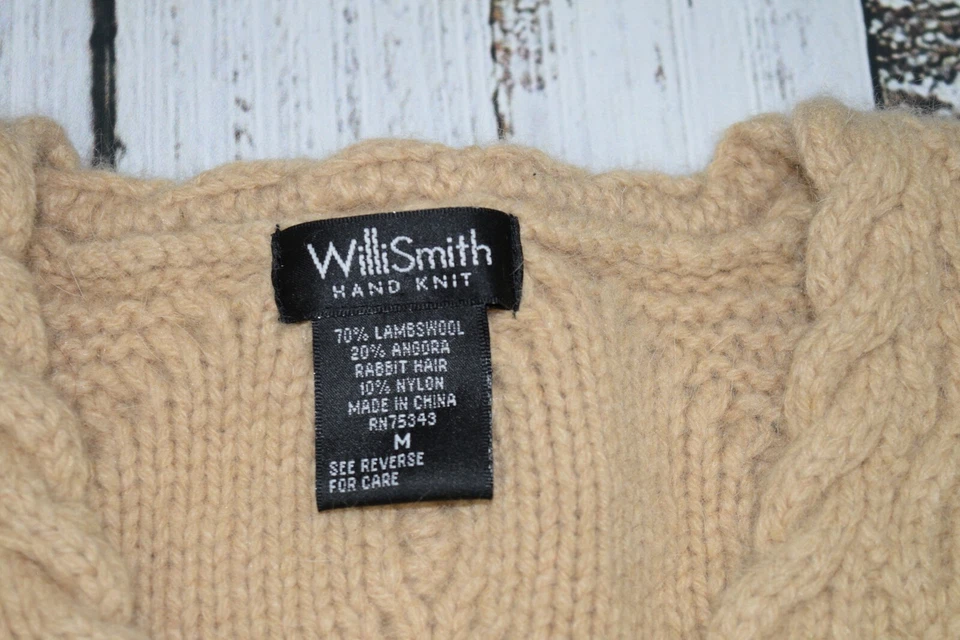 WilliSmith
HAND KNIT
70% LAMBSWOOL
20% ANGORA
RABBIT HAIR
10% NYLON
MADE IN CHINA
RN75343
M
SEE REVERSE
FOR CARE